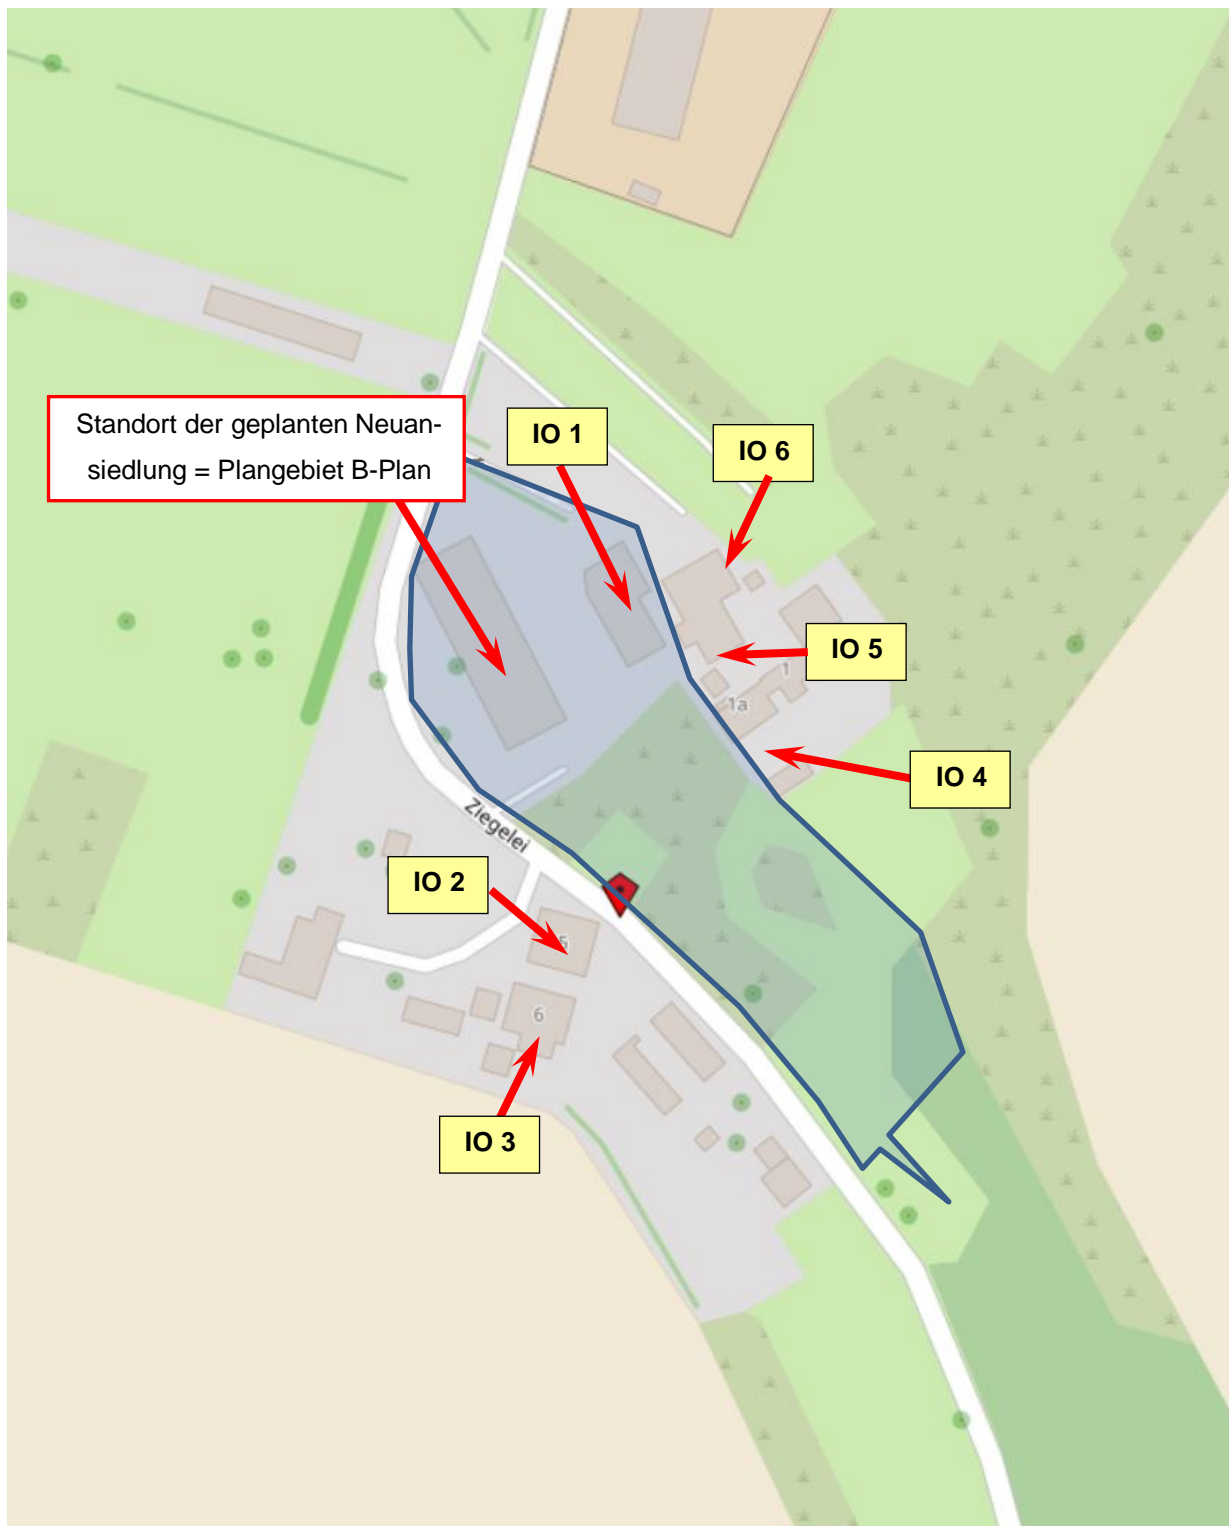 Standort der geplanten Neuan-
siedlung = Plangebiet B-Plan
IO 1
IO 6
IO 5
1
1a
IO 4
Ziegelei
IO 2
5
6
IO 3